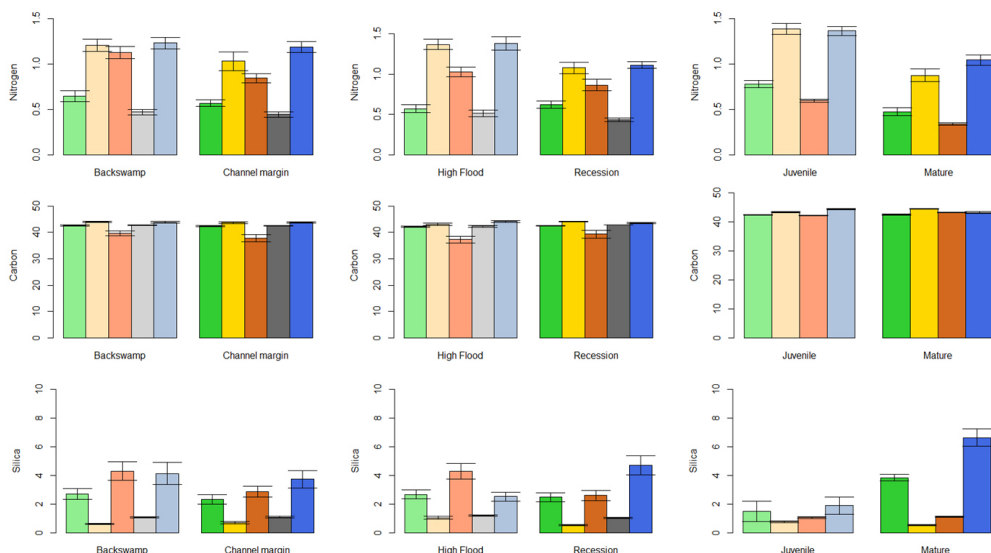 Nitrogen 0.0 0.5 1.0 1.5
Backswamp Channel margin
Nitrogen 0.0 0.5 1.0 1.5
High Flood Recession
Nitrogen 0.0 0.5 1.0 1.5
Juvenile Mature
Carbon 0 10 20 30 40 50
Backswamp Channel margin
Carbon 0 10 20 30 40 50
High Flood Recession
Carbon 0 10 20 30 40 50
Juvenile Mature
Silica 0 2 4 6 8 10
Backswamp Channel margin
Silica 0 2 4 6 8 10
High Flood Recession
Silica 0 2 4 6 8 10
Juvenile Mature